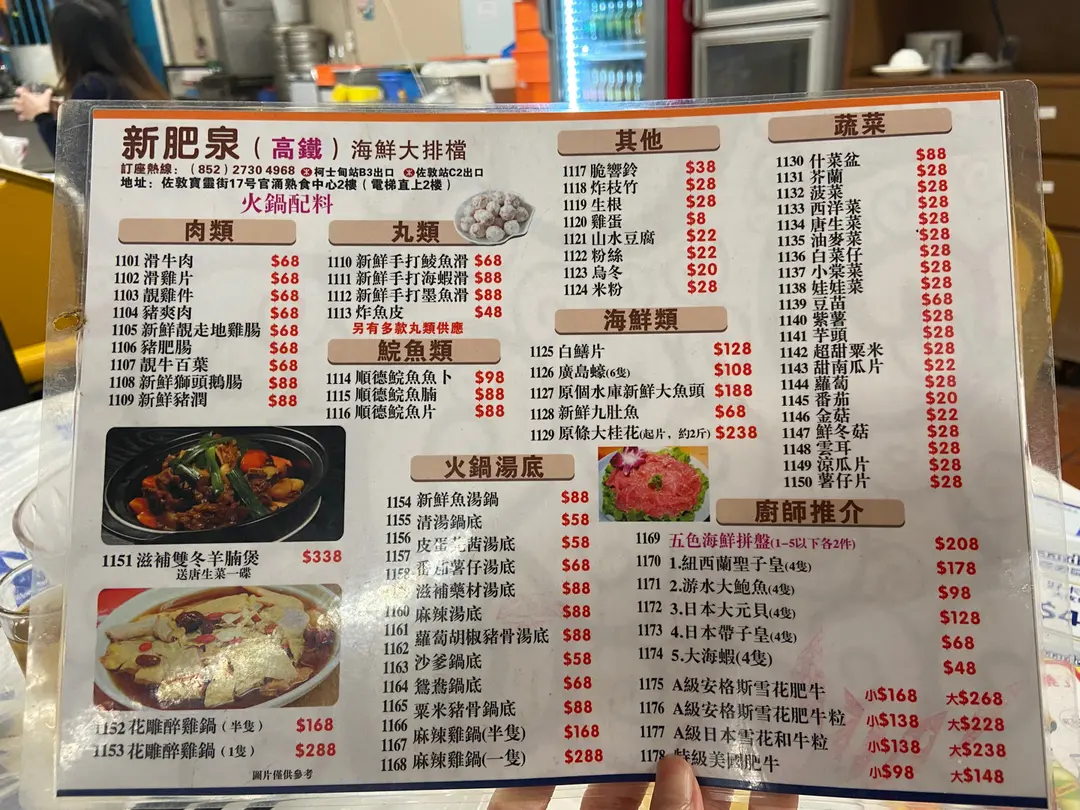 新肥泉（高鐵）海鮮大排檔
訂座熱線：(852) 2730 4968 柯士甸站B3出口 佐敦站C2出口
地址：佐敦寶靈街17号官涌熟食中心2樓（電梯直上2樓）
火鍋配料
肉類
1101 滑牛肉 $68
1102 滑雞片 $68
1103 靚雞件 $68
1104 豬爽肉 $68
1105 新鮮靚走地雞腸 $68
1106 豬肥腸 $68
1107 靚牛百葉 $68
1108 新鮮獅頭鵝腸 $88
1109 新鮮豬潤 $88
丸類
1110 新鮮手打鯪魚滑 $68
1111 新鮮手打海蝦滑 $88
1112 新鮮手打墨魚滑 $88
1113 炸魚皮 $48
另有多款丸類供應
鯇魚類
1114 順德鯇魚魚卜 $98
1115 順德鯇魚腩 $88
1116 順德鯇魚片 $88
其他
1117 脆響鈴 $38
1118 炸枝竹 $28
1119 生根 $28
1120 雞蛋 $8
1121 山水豆腐 $22
1122 粉絲 $22
1123 烏冬 $20
1124 米粉 $28
海鮮類
1125 白鱔片 $128
1126 廣島蠔(6隻) $108
1127 原個水庫新鮮大魚頭 $188
1128 新鮮九肚魚 $68
1129 原條大桂花(起片，約2斤) $238
蔬菜
1130 什菜盆 $88
1131 芥蘭 $28
1132 菠菜 $28
1133 西洋菜 $28
1134 唐生菜 $28
1135 油麥菜 $28
1136 白菜仔 $28
1137 小棠菜 $28
1138 娃娃菜 $28
1139 豆苗 $68
1140 紫薯 $28
1141 芋頭 $28
1142 超甜粟米 $28
1143 甜南瓜片 $22
1144 蘿蔔 $28
1145 番茄 $20
1146 金菇 $22
1147 鮮冬菇 $28
1148 雲耳 $28
1149 涼瓜片 $28
1150 薯仔片 $28
1151 滋補雙冬羊腩煲 $338
送唐生菜一碟
1152 花雕醉雞鍋（半隻） $168
1153 花雕醉雞鍋（1隻） $288
圖片僅供參考
火鍋湯底
1154 新鮮魚湯鍋 $88
1155 清湯鍋底 $58
1156 皮蛋芫茜湯底 $58
1157
1158 番茄薯仔湯底 $68
滋補藥材湯底 $88
1160 麻辣湯底 $88
1161 蘿蔔胡椒豬骨湯底 $88
1162
1163 沙爹鍋底 $58
1164 鴛鴦鍋底 $68
1165 粟米豬骨鍋底 $88
1166 麻辣雞鍋(半隻) $168
1167
1168 麻辣雞鍋(一隻) $288
廚師推介
1169 五色海鮮拼盤(1-5以下各2件) $208
1170 1.紐西蘭聖子皇(4隻) $178
1171 2.游水大鮑魚(4隻) $98
1172 3.日本大元貝(4隻) $128
1173 4.日本帶子皇(4隻) $68
1174 5.大海蝦(4隻) $48
1175 A級安格斯雪花肥牛 小$168 大$268
1176 A級安格斯雪花肥牛粒 小$138 大$228
1177 A級日本雪花和牛粒 小$138 大$238
1178 特級美國肥牛 小$98 大$148